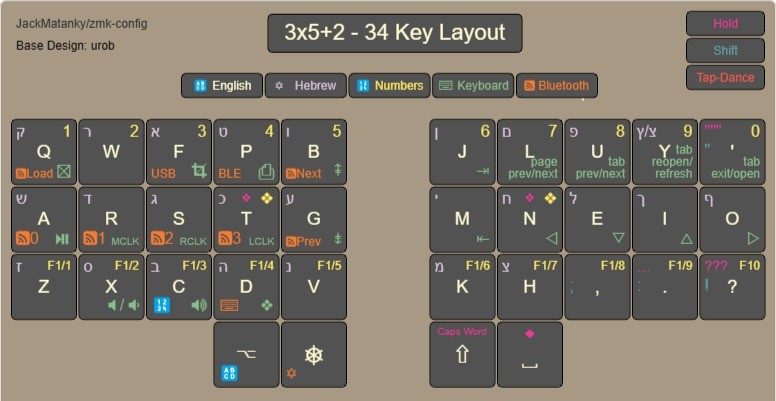 JackMatanky/zmk-config
Base Design: urob
3x5+2 - 34 Key Layout
Hold
Shift
Tap-Dance
English
Hebrew
Numbers
Keyboard
Bluetooth
ק 1 ר 2 א 3 ט 4 ו 5
Q W F P B
Load USB BLE Next
ן 6 ם 7 פ 8 צ/ץ 9 """ 0
J L U Y " '
page prev/next
tab prev/next
tab reopen/refresh
tab exit/open
ש ד ג כ ע
A R S T G
0 1 MCLK 2 RCLK 3 LCLK Prev
י ח ל ך ף
M N E I O
ז F1/1 ס F1/2 ב F1/3 ה F1/4 נ F1/5
Z X C D V
/
מ F1/6 צ F1/7 F1/8 ... F1/9 ??? F10
K H ; , : . ! ?
Caps Word